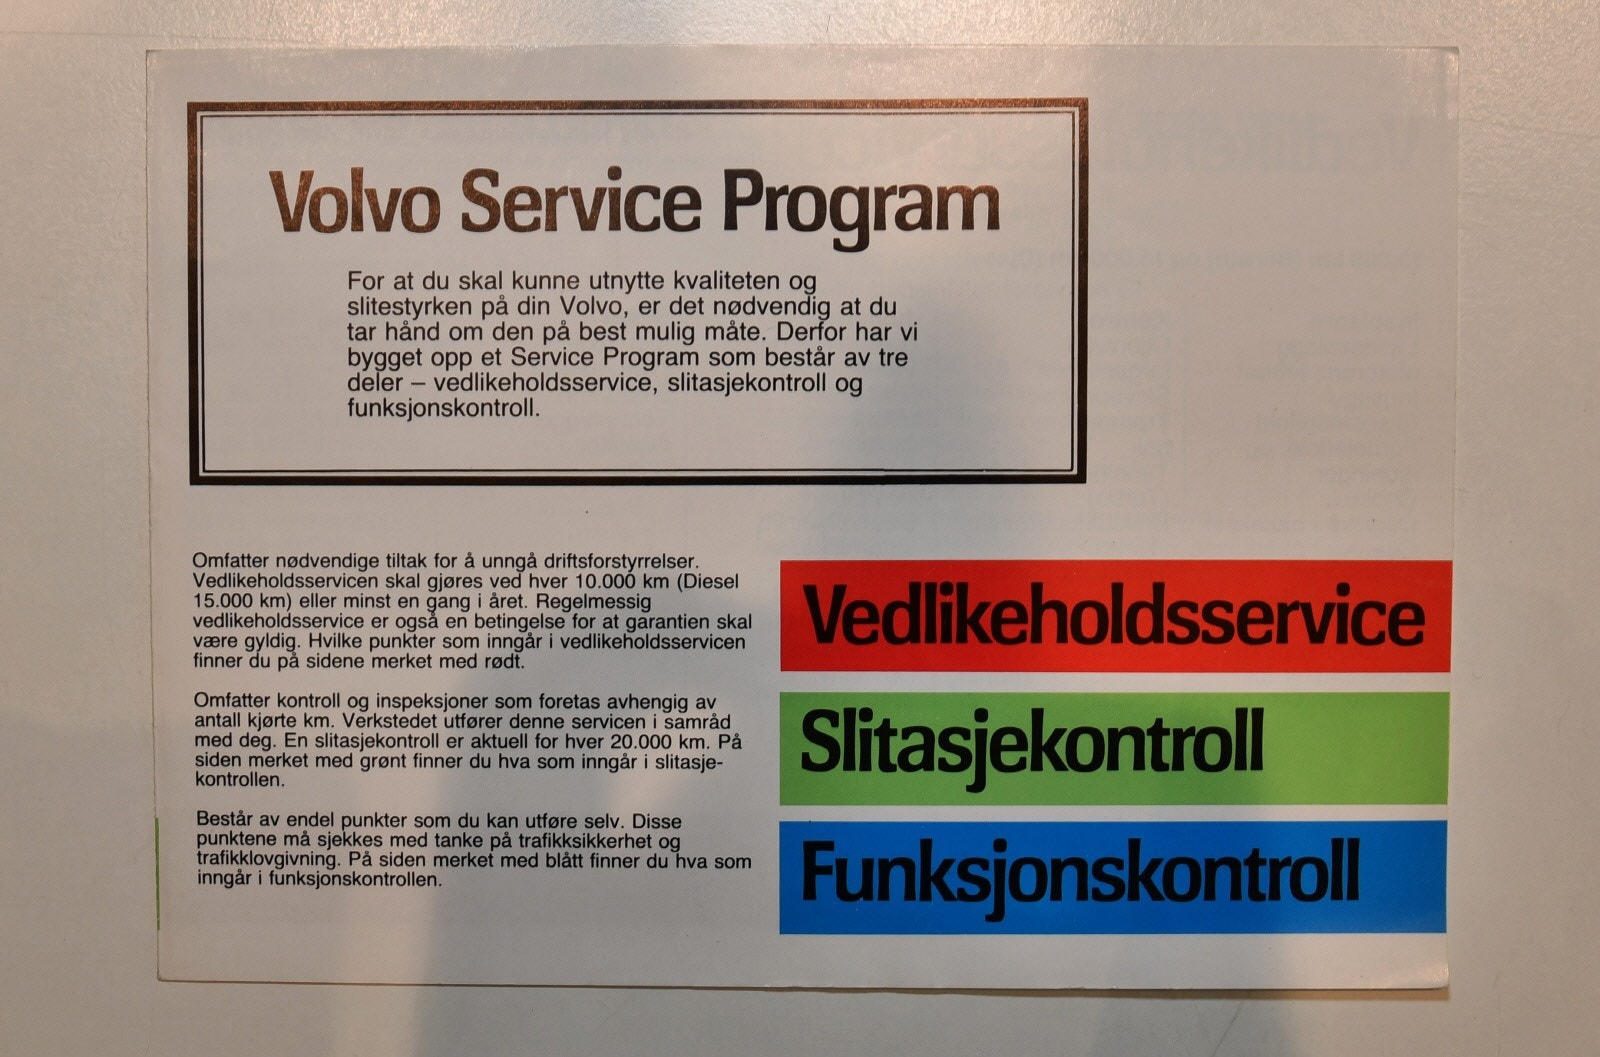 Volvo Service Program
For at du skal kunne utnytte kvaliteten og
slitestyrken på din Volvo, er det nødvendig at du
tar hånd om den på best mulig måte. Derfor har vi
bygget opp et Service Program som består av tre
deler – vedlikeholdsservice, slitasjekontroll og
funksjonskontroll.
Omfatter nødvendige tiltak for å unngå driftsforstyrrelser.
Vedlikeholdsservicen skal gjøres ved hver 10.000 km (Diesel
15.000 km) eller minst en gang i året. Regelmessig
vedlikeholdsservice er også en betingelse for at garantien skal
være gyldig. Hvilke punkter som inngår i vedlikeholdsservicen
finner du på sidene merket med rødt.
Vedlikeholdsservice
Omfatter kontroll og inspeksjoner som foretas avhengig av
antall kjørte km. Verkstedet utfører denne servicen i samråd
med deg. En slitasjekontroll er aktuell for hver 20.000 km. På
siden merket med grønt finner du hva som inngår i slitasje-
kontrollen.
Slitasjekontroll
Består av endel punkter som du kan utføre selv. Disse
punktene må sjekkes med tanke på trafikksikkerhet og
trafikklovgivning. På siden merket med blått finner du hva som
inngår i funksjonskontrollen.
Funksjonskontroll